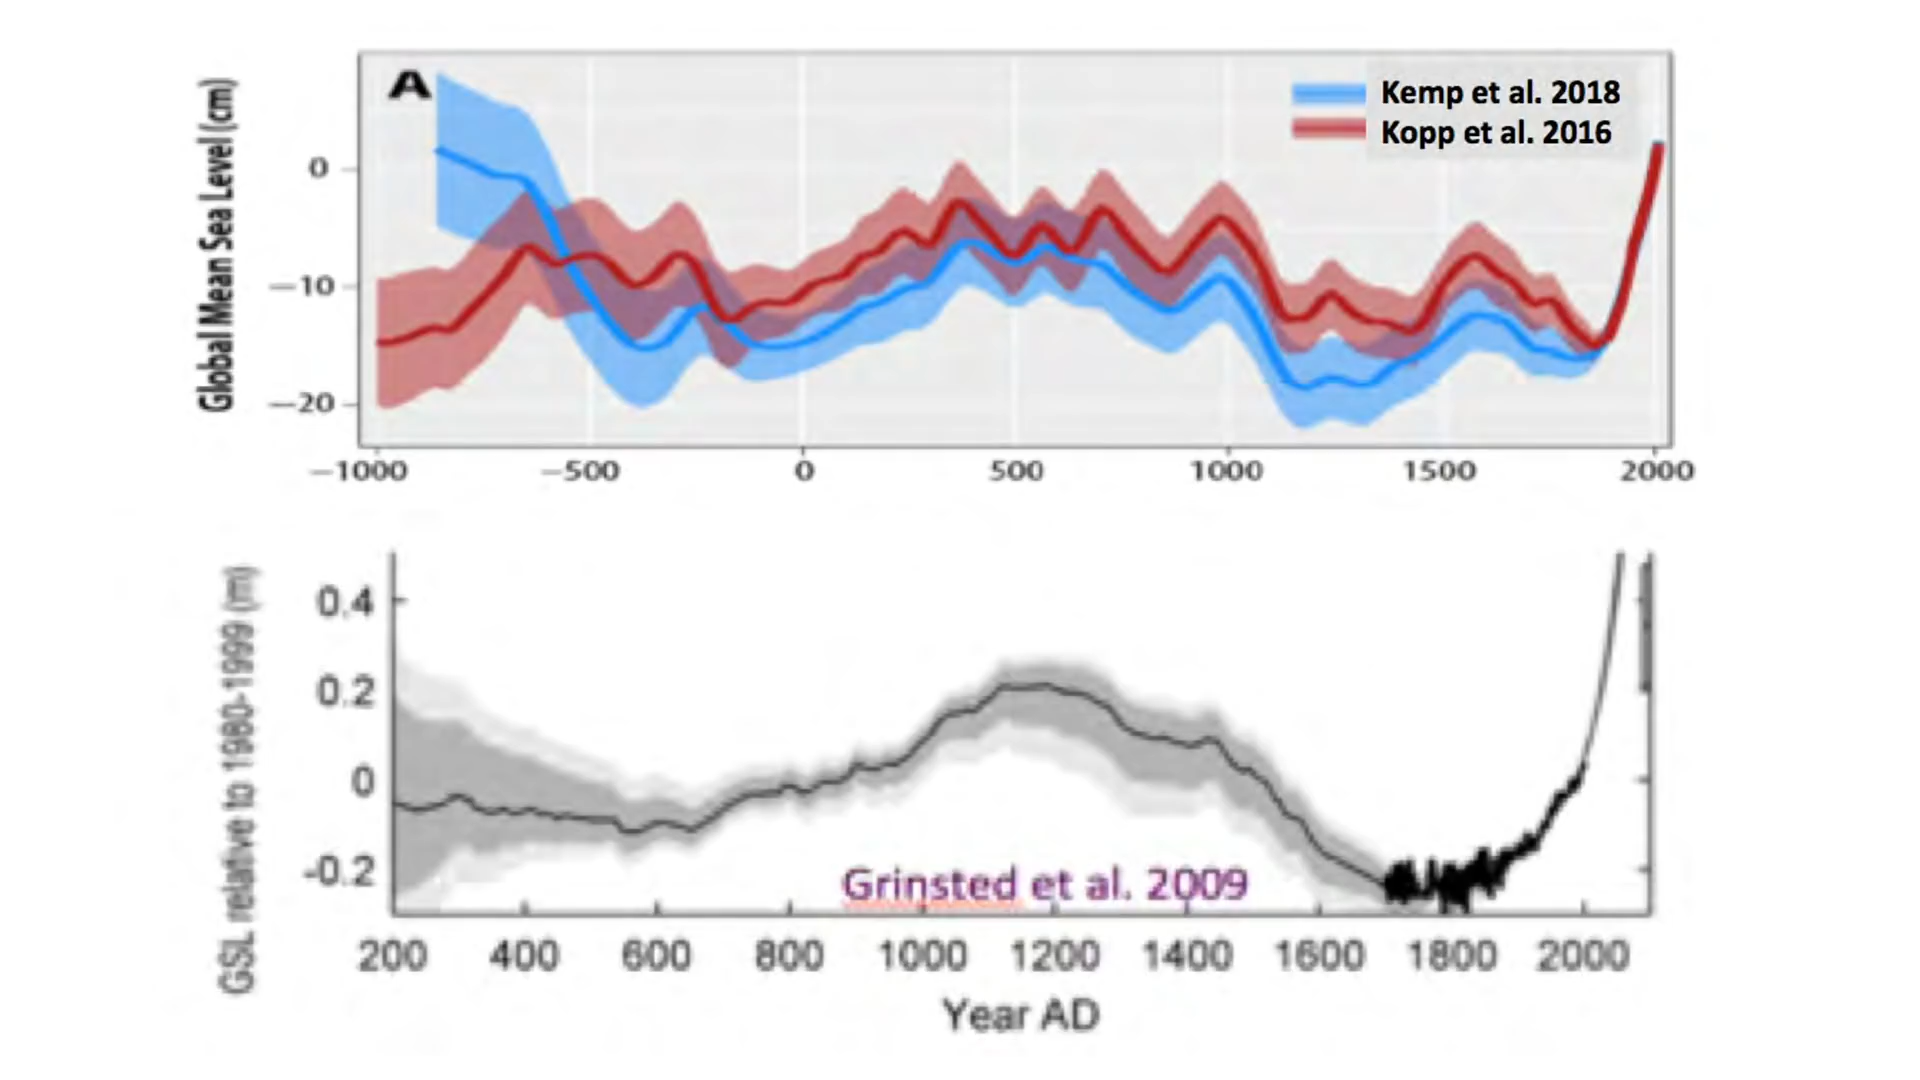 A
Kemp et al. 2018
Kopp et al. 2016
Global Mean Sea Level (cm)
0
−10
−20
−1000 −500 0 500 1000 1500 2000
GSL relative to 1980-1999 (m)
0.4
0.2
0
-0.2
Grinsted et al. 2009
200 400 600 800 1000 1200 1400 1600 1800 2000
Year AD